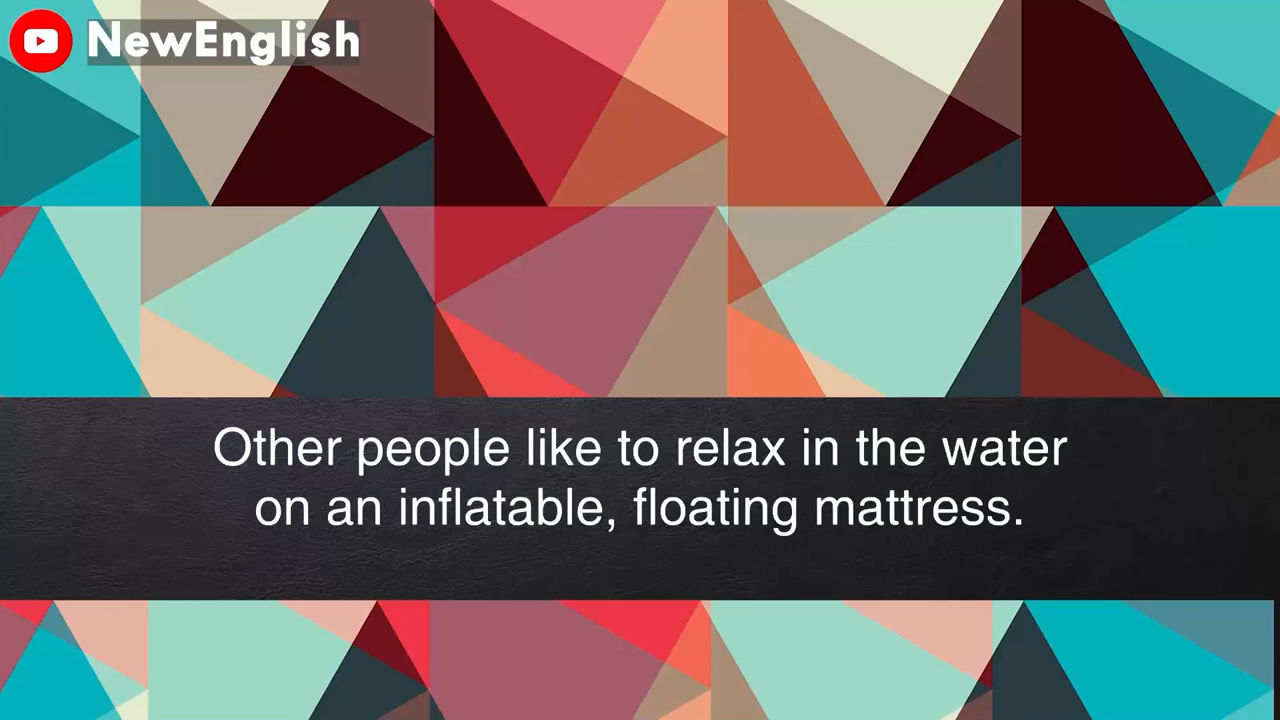 NewEnglish
Other people like to relax in the water
on an inflatable, floating mattress.